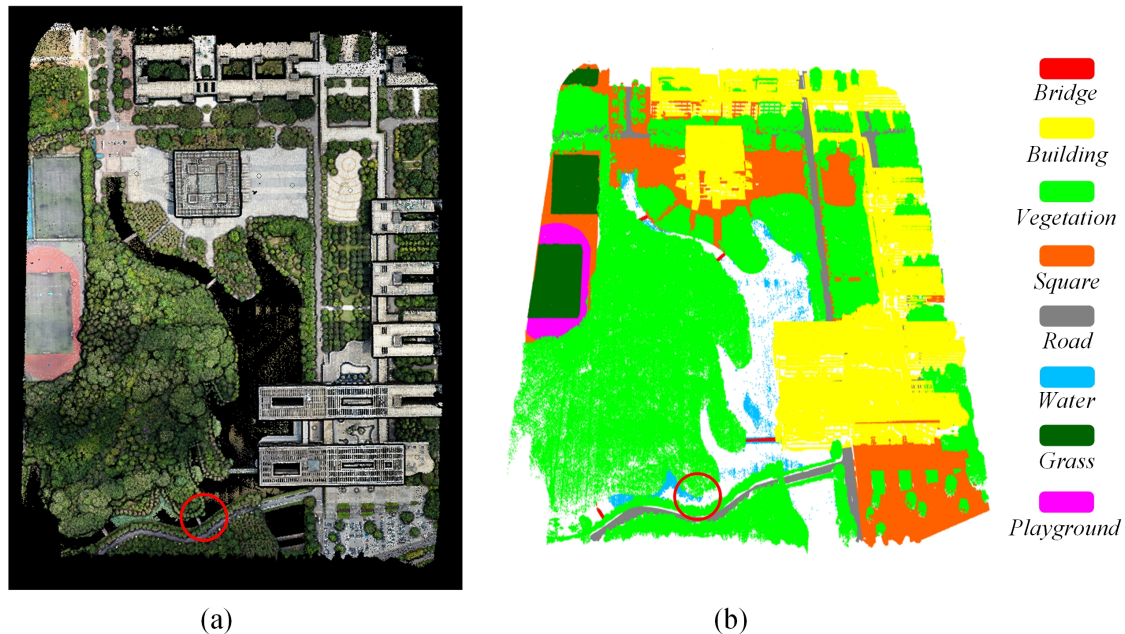 Bridge
Building
Vegetation
Square
Road
Water
Grass
Playground
(a)
(b)